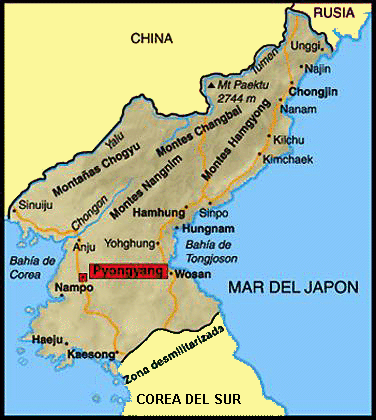 RUSIA
CHINA
Unggi
Tumen
Najin
Mt Paektu
2744 m
Chongjin
Nanam
Yalu
Montes Changbai
Montes Hamgyong
Kilchu
Montañas Chogyu
Kimchaek
Montes Nangnim
Sinuiju
Chongon
Hamhung
Sinpo
Hungnam
Anju
Yohghung
Bahía de
Tongjoson
Bahía de
Corea
Pyongyang
Wosan
Nampo
MAR DEL JAPON
Haeju
Kaesong
Zona desmilitarizada
COREA DEL SUR